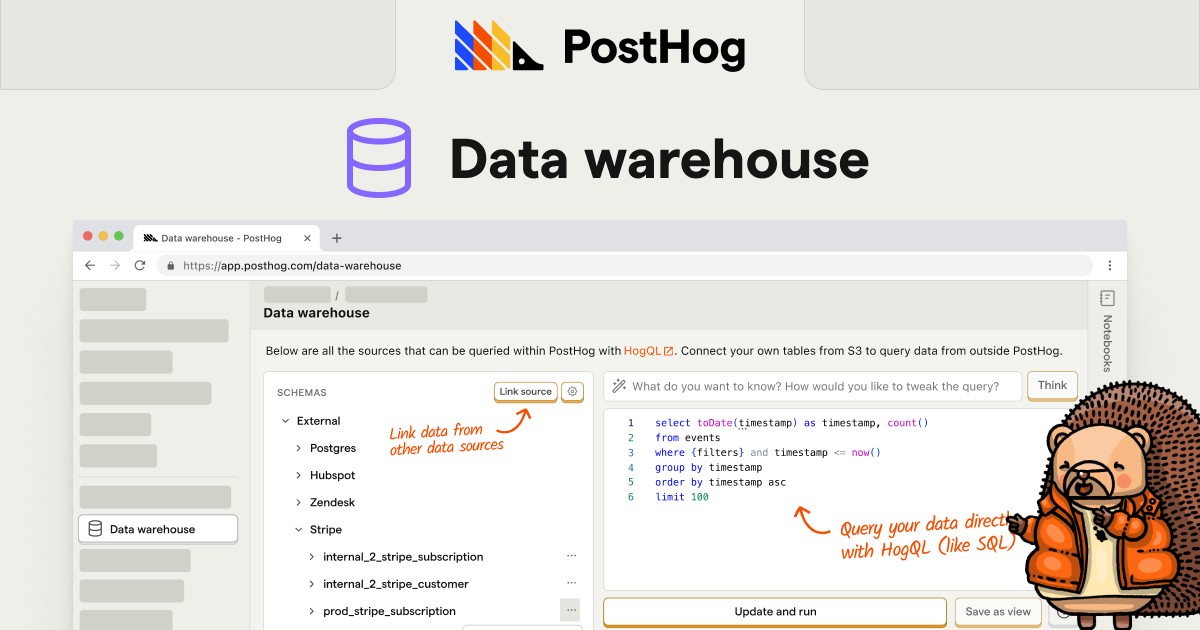 PostHog
Data warehouse
Data warehouse - PostHog
https://app.posthog.com/data-warehouse
/
Data warehouse
Notebooks
Below are all the sources that can be queried within PostHog with HogQL. Connect your own tables from S3 to query data from outside PostHog.
SCHEMAS
Link source
External
Link data from
other data sources
Postgres
Hubspot
Zendesk
Data warehouse
Stripe
internal_2_stripe_subscription
internal_2_stripe_customer
prod_stripe_subscription
What do you want to know? How would you like to tweak the query?
Think
1 select toDate(timestamp) as timestamp, count()
2 from events
3 where {filters} and timestamp <= now()
4 group by timestamp
5 order by timestamp asc
6 limit 100
Query your data directly
with HogQL (like SQL)
Update and run
Save as view